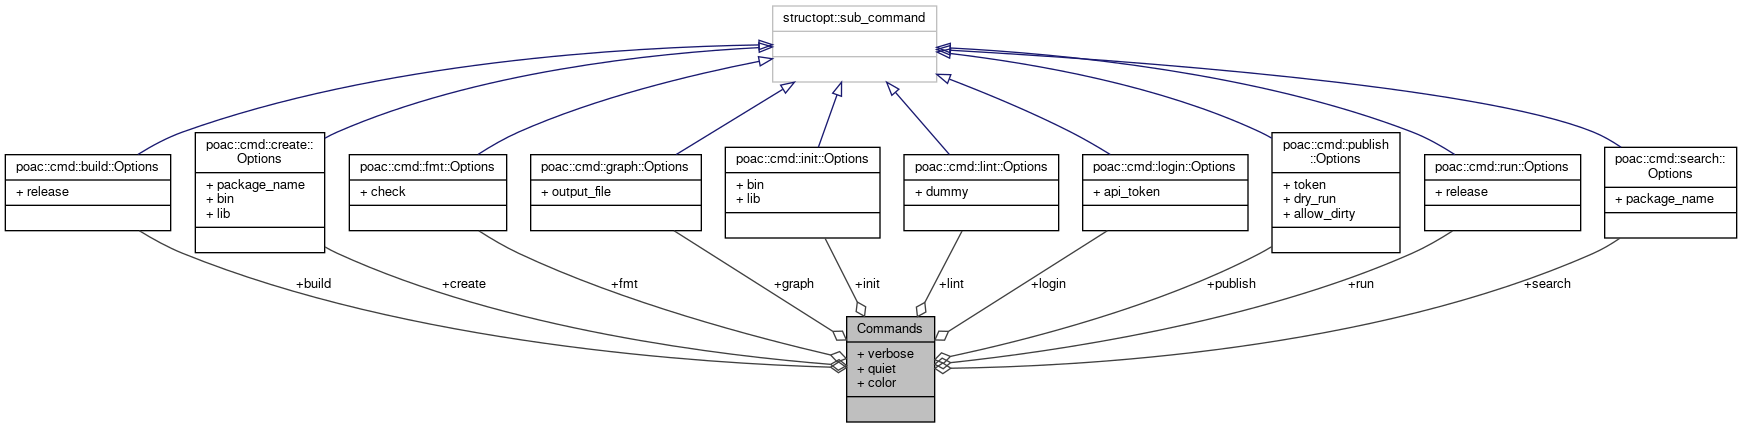 structopt::sub_command
poac::cmd::build::Options
+ release
poac::cmd::create::
Options
+ package_name
+ bin
+ lib
poac::cmd::fmt::Options
+ check
poac::cmd::graph::Options
+ output_file
poac::cmd::init::Options
+ bin
+ lib
poac::cmd::lint::Options
+ dummy
poac::cmd::login::Options
+ api_token
poac::cmd::publish
::Options
+ token
+ dry_run
+ allow_dirty
poac::cmd::run::Options
+ release
poac::cmd::search::
Options
+ package_name
+build
+create
+fmt
+graph
+init
+lint
+login
+publish
+run
+search
Commands
+ verbose
+ quiet
+ color